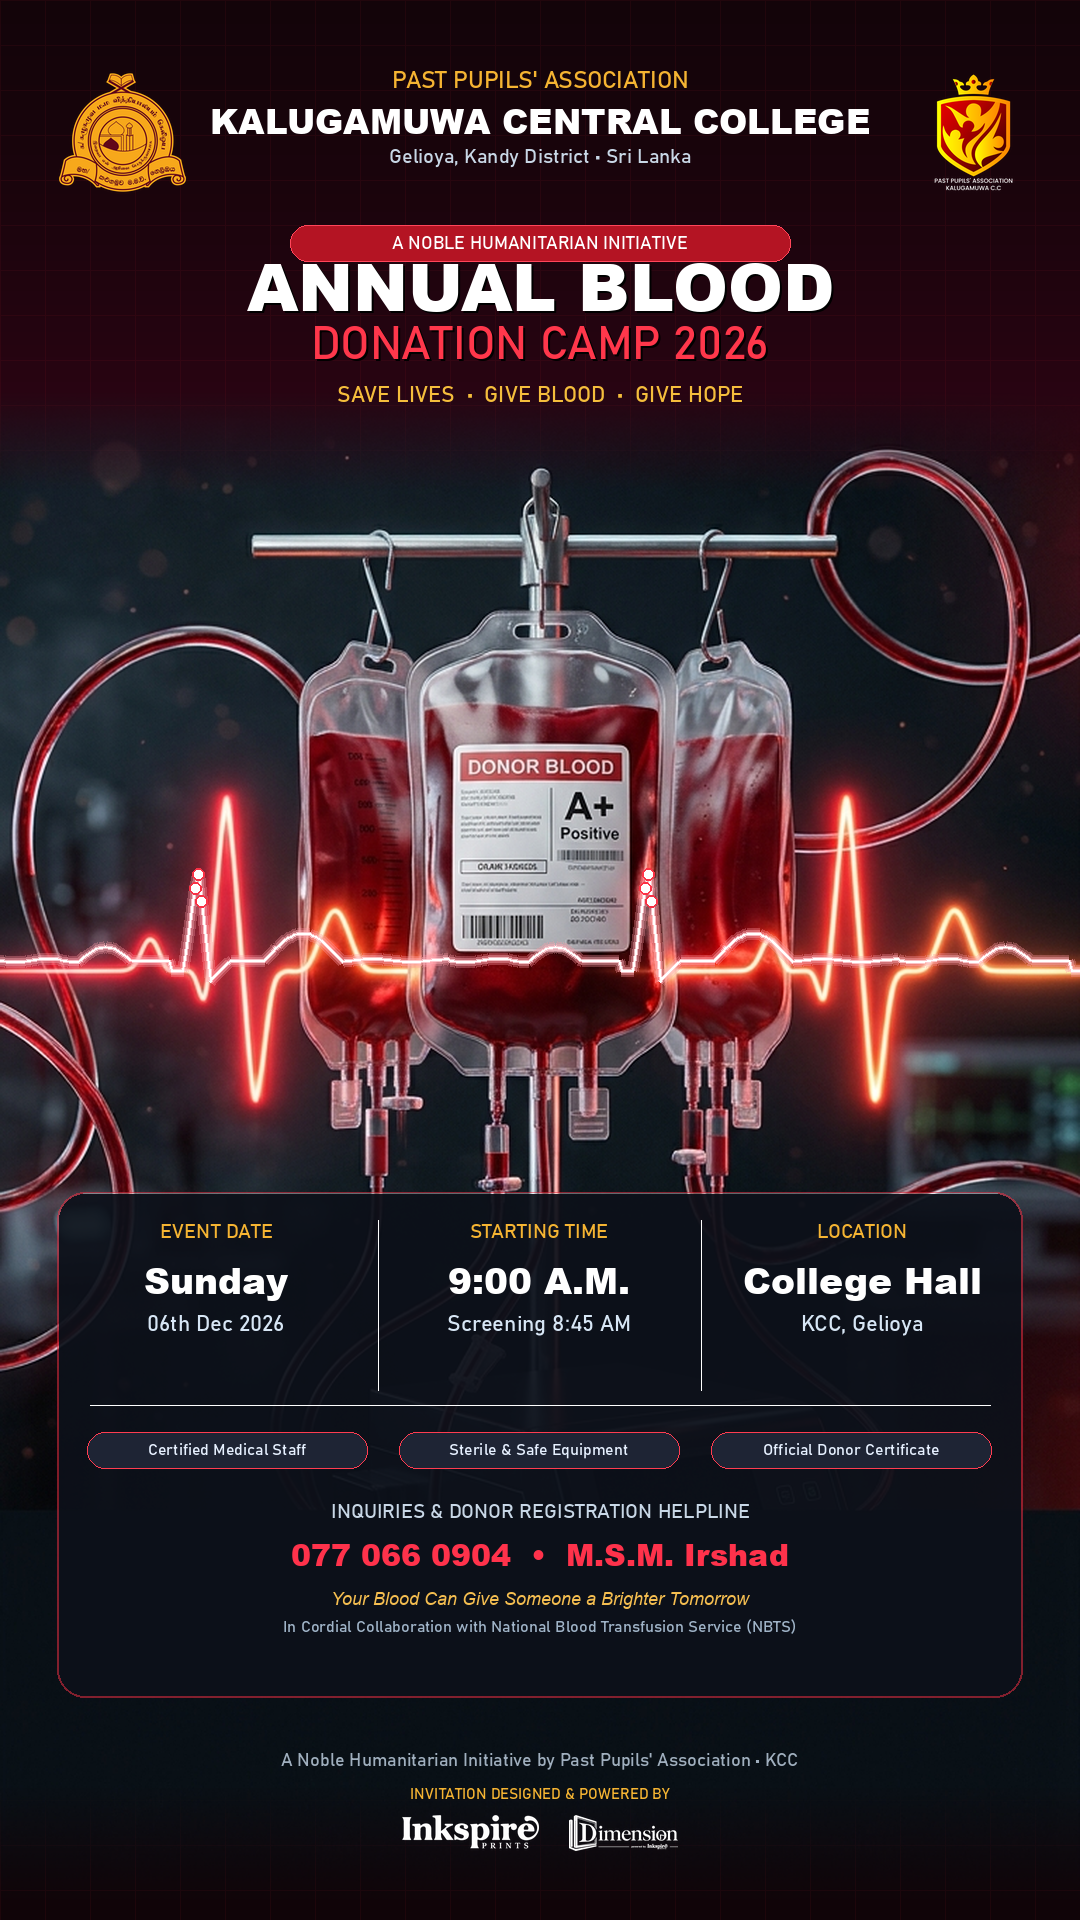 PAST PUPILS' ASSOCIATION
KALUGAMUWA CENTRAL COLLEGE
Gelioya, Kandy District • Sri Lanka
PAST PUPILS' ASSOCIATION
KALUGAMUWA C.C
A NOBLE HUMANITARIAN INITIATIVE
ANNUAL BLOOD
DONATION CAMP 2026
SAVE LIVES • GIVE BLOOD • GIVE HOPE
DONOR BLOOD
A+
Positive
EVENT DATE
Sunday
06th Dec 2026
STARTING TIME
9:00 A.M.
Screening 8:45 AM
LOCATION
College Hall
KCC, Gelioya
Certified Medical Staff
Sterile & Safe Equipment
Official Donor Certificate
INQUIRIES & DONOR REGISTRATION HELPLINE
077 066 0904 • M.S.M. Irshad
Your Blood Can Give Someone a Brighter Tomorrow
In Cordial Collaboration with National Blood Transfusion Service (NBTS)
A Noble Humanitarian Initiative by Past Pupils' Association • KCC
INVITATION DESIGNED & POWERED BY
Inkspire
PRINTS
Dimension